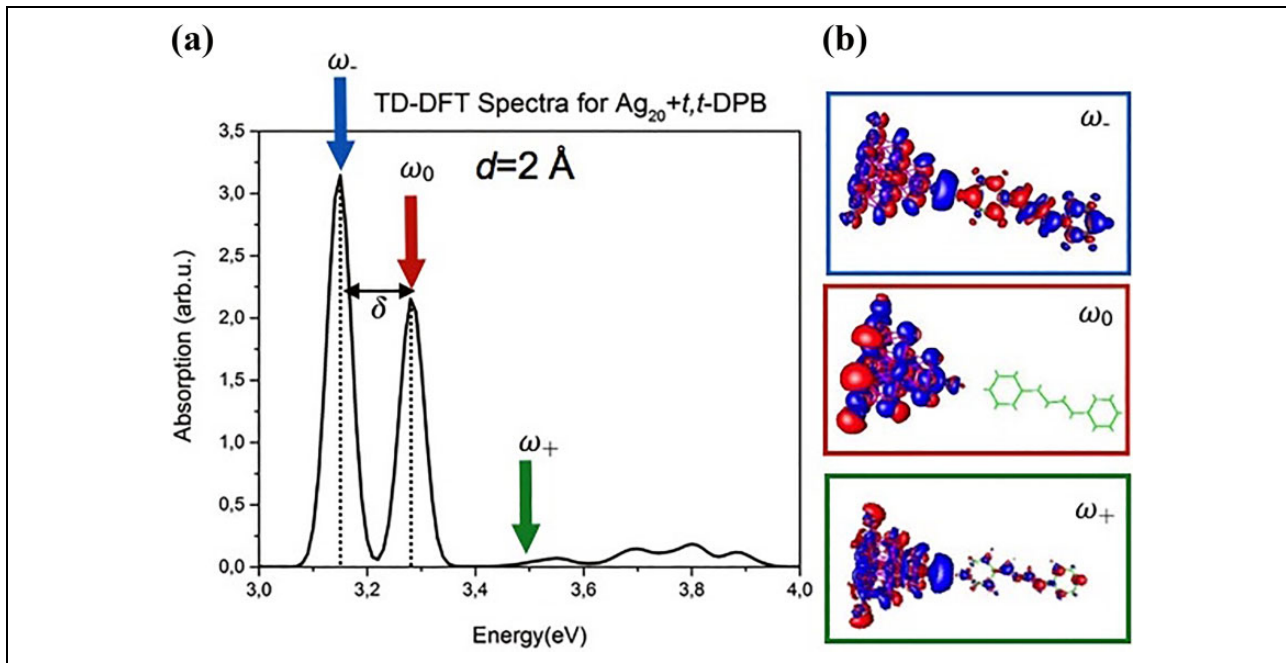 (a)
(b)
ω-
TD-DFT Spectra for Ag₂₀+t,t-DPB
3,5
3,0
2,5
2,0
1,5
1,0
0,5
0,0
Absorption (arb.u.)
d=2 Å
ω₀
δ
ω₊
3,0 3,2 3,4 3,6 3,8 4,0
Energy(eV)
ω-
ω₀
ω₊